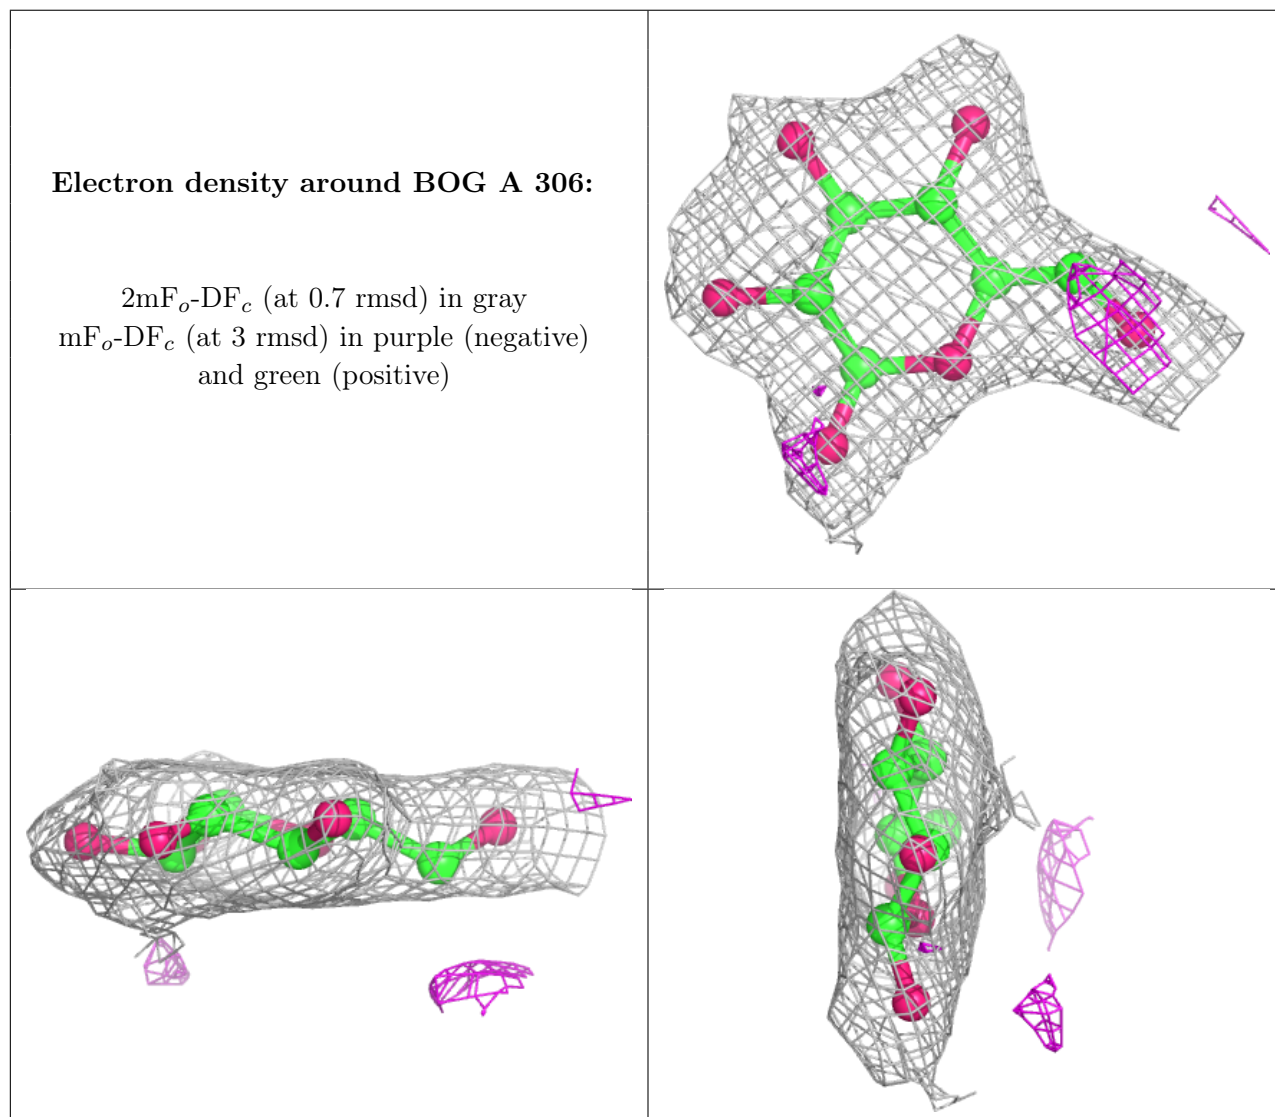 Electron density around BOG A 306:
2mFo-DFc (at 0.7 rmsd) in gray
mFo-DFc (at 3 rmsd) in purple (negative)
and green (positive)